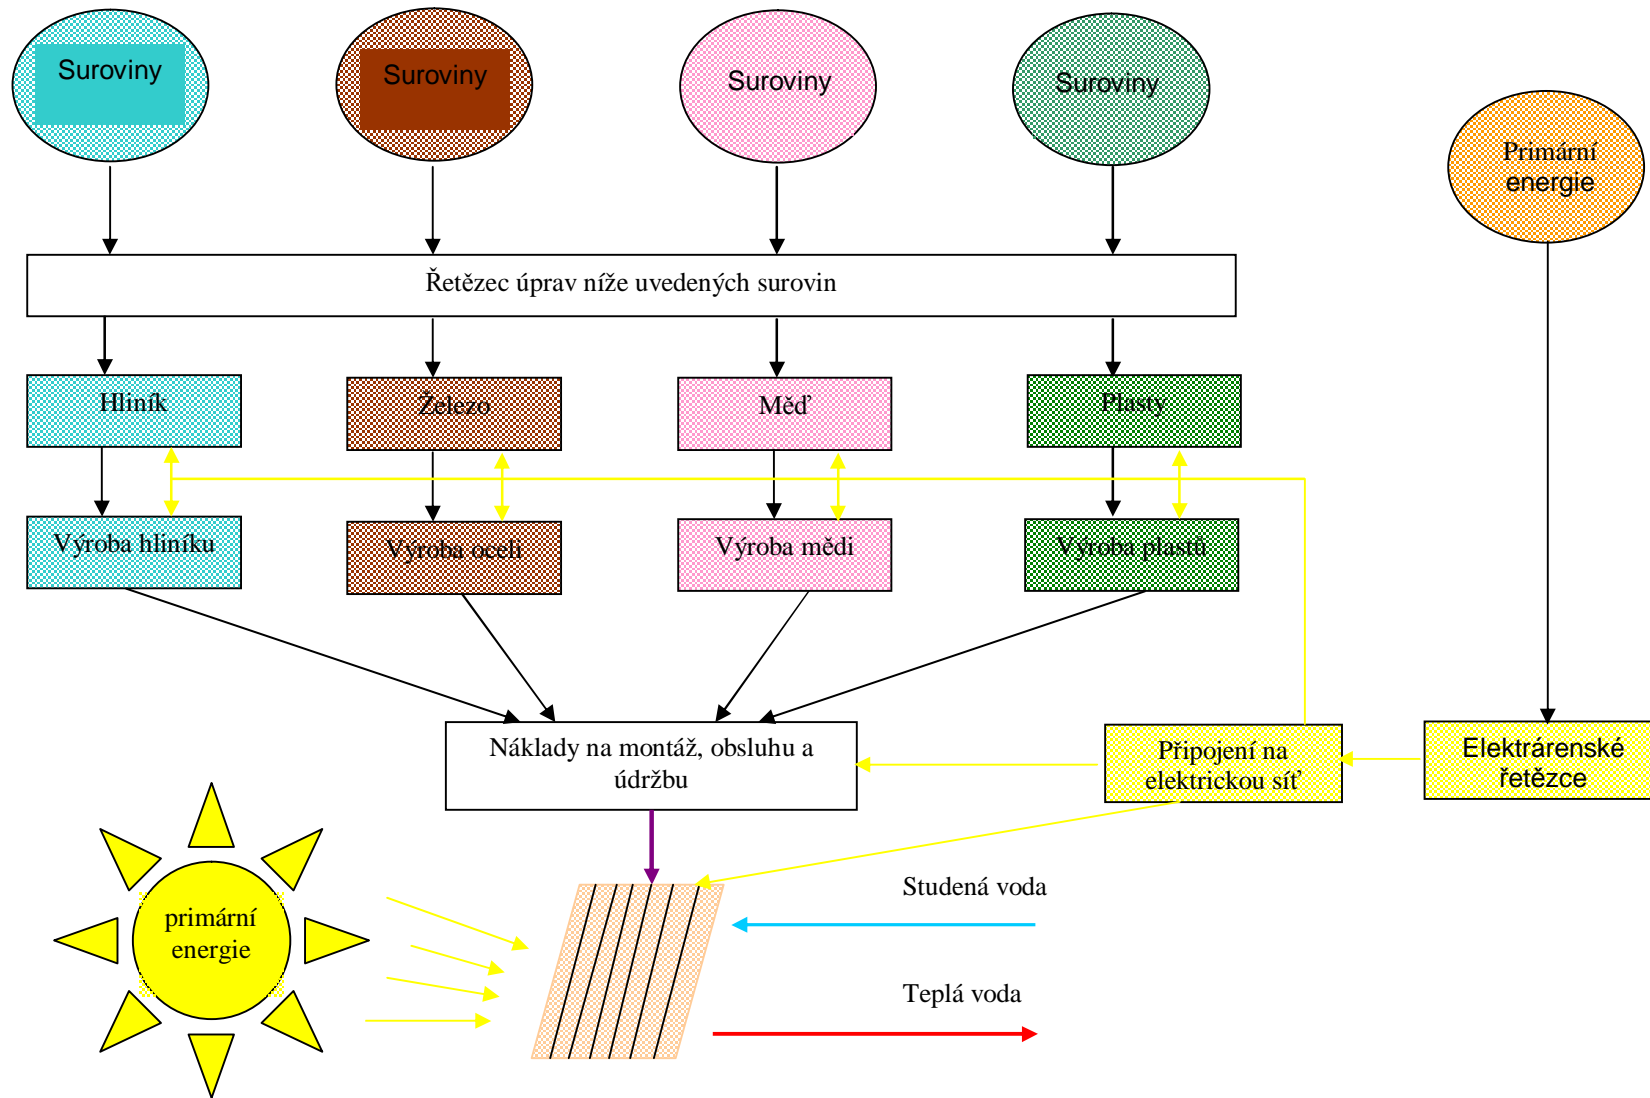 Suroviny
Suroviny
Suroviny
Suroviny
Primární
energie
Řetězec úprav níže uvedených surovin
Hliník
Železo
Měď
Plasty
Výroba hliníku
Výroba oceli
Výroba mědi
Výroba plastů
Náklady na montáž, obsluhu a
údržbu
Připojení na
elektrickou síť
Elektrárenské
řetězce
primární
energie
Studená voda
Teplá voda